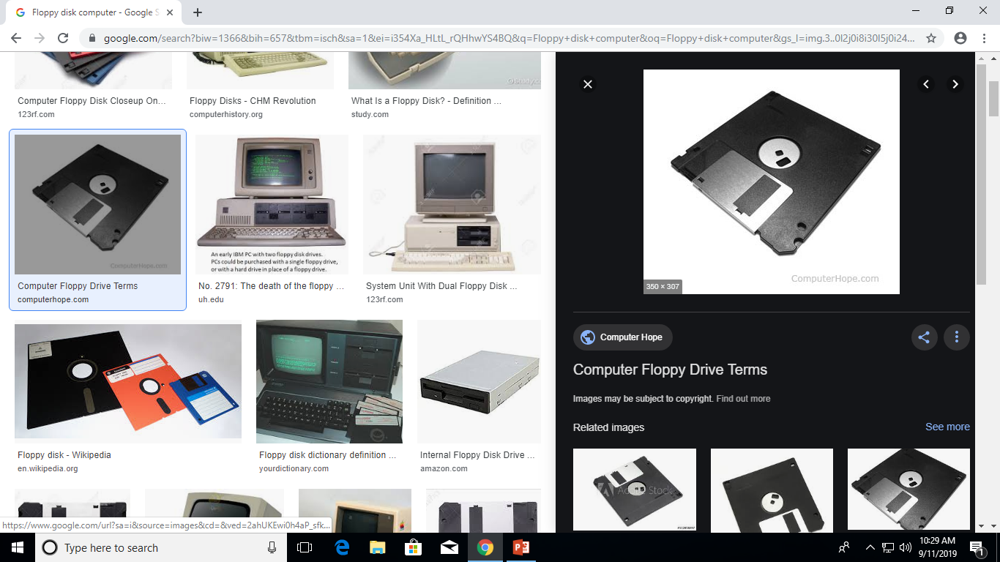 Floppy disk computer - Google S
google.com/search?biw=1366&bih=657&tbm=isch&sa=1&ei=i354Xa_HLtL_rQHhwYS4BQ&q=Floppy+disk+computer&oq=Floppy+disk+computer&gs_l=img.3..0l2j0i8i30l5j0i24...
Computer Floppy Disk Closeup On...
123rf.com
Floppy Disks - CHM Revolution
computerhistory.org
What Is a Floppy Disk? - Definition ...
study.com
ComputerHope.com
Computer Floppy Drive Terms
computerhope.com
An early IBM PC with two floppy disk drives.
PCs could be purchased with a single floppy drive,
or with a hard drive in place of a floppy drive.
No. 2791: The death of the floppy ...
uh.edu
System Unit With Dual Floppy Disk ...
123rf.com
Floppy disk - Wikipedia
en.wikipedia.org
Floppy disk dictionary definition ...
yourdictionary.com
Internal Floppy Disk Drive ...
amazon.com
https://www.google.com/url?sa=i&source=images&cd=&ved=2ahUKEwi0h4aP_sfk...
ComputerHope.com
350 × 307
Computer Hope
Computer Floppy Drive Terms
Images may be subject to copyright. Find out more
Related images
See more
Adobe Stock
Type here to search
10:29 AM
9/11/2019
1